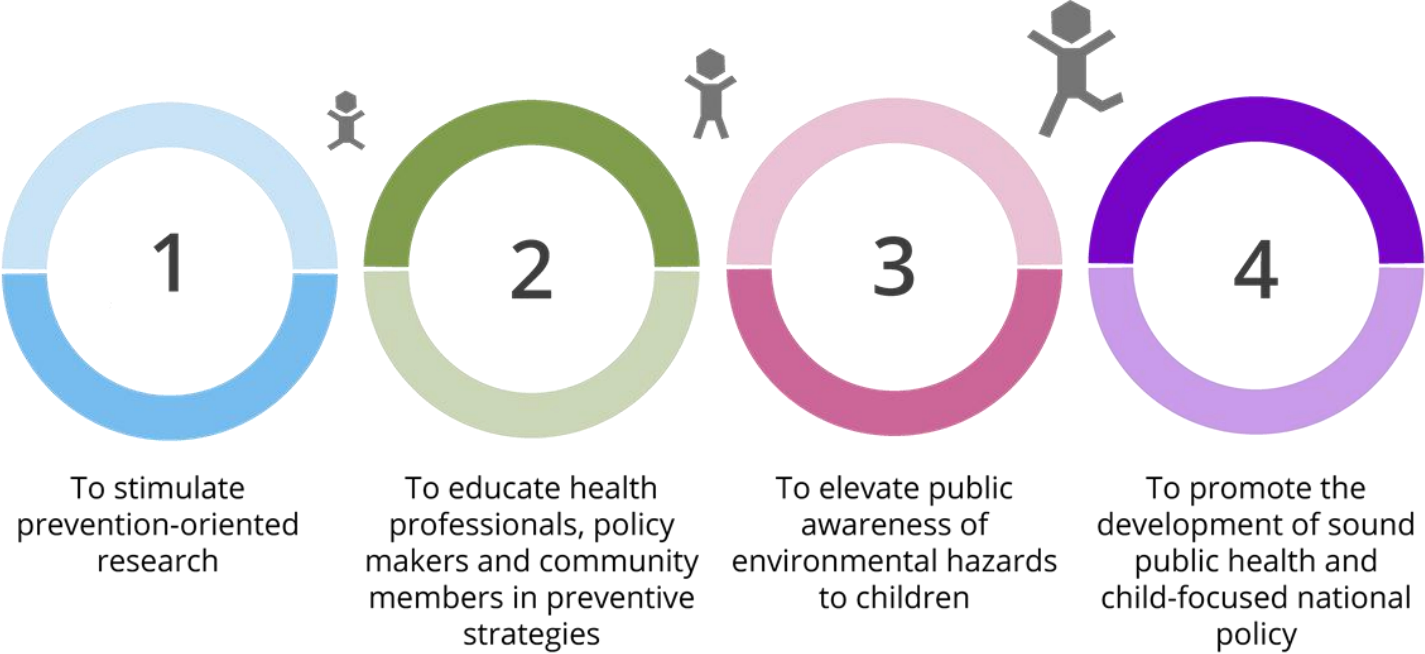 1
To stimulate
prevention-oriented
research
2
To educate health
professionals, policy
makers and community
members in preventive
strategies
3
To elevate public
awareness of
environmental hazards
to children
4
To promote the
development of sound
public health and
child-focused national
policy